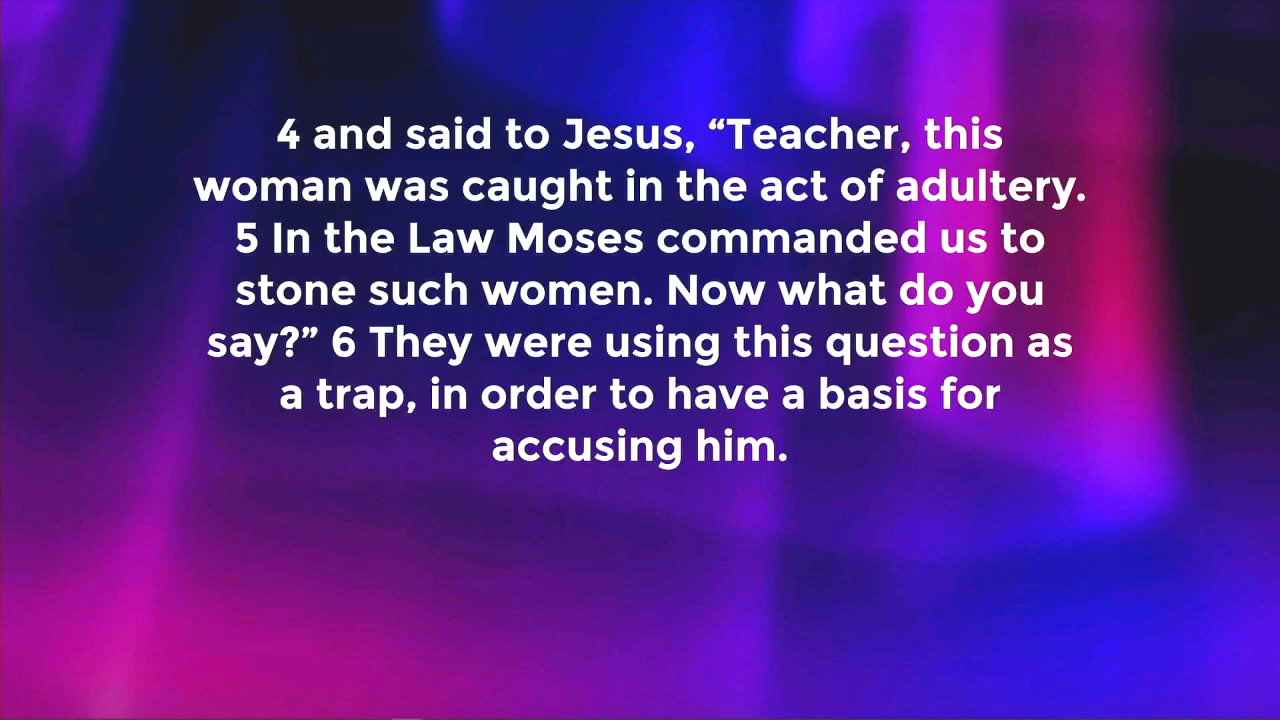 4 and said to Jesus, “Teacher, this
woman was caught in the act of adultery.
5 In the Law Moses commanded us to
stone such women. Now what do you
say?” 6 They were using this question as
a trap, in order to have a basis for
accusing him.